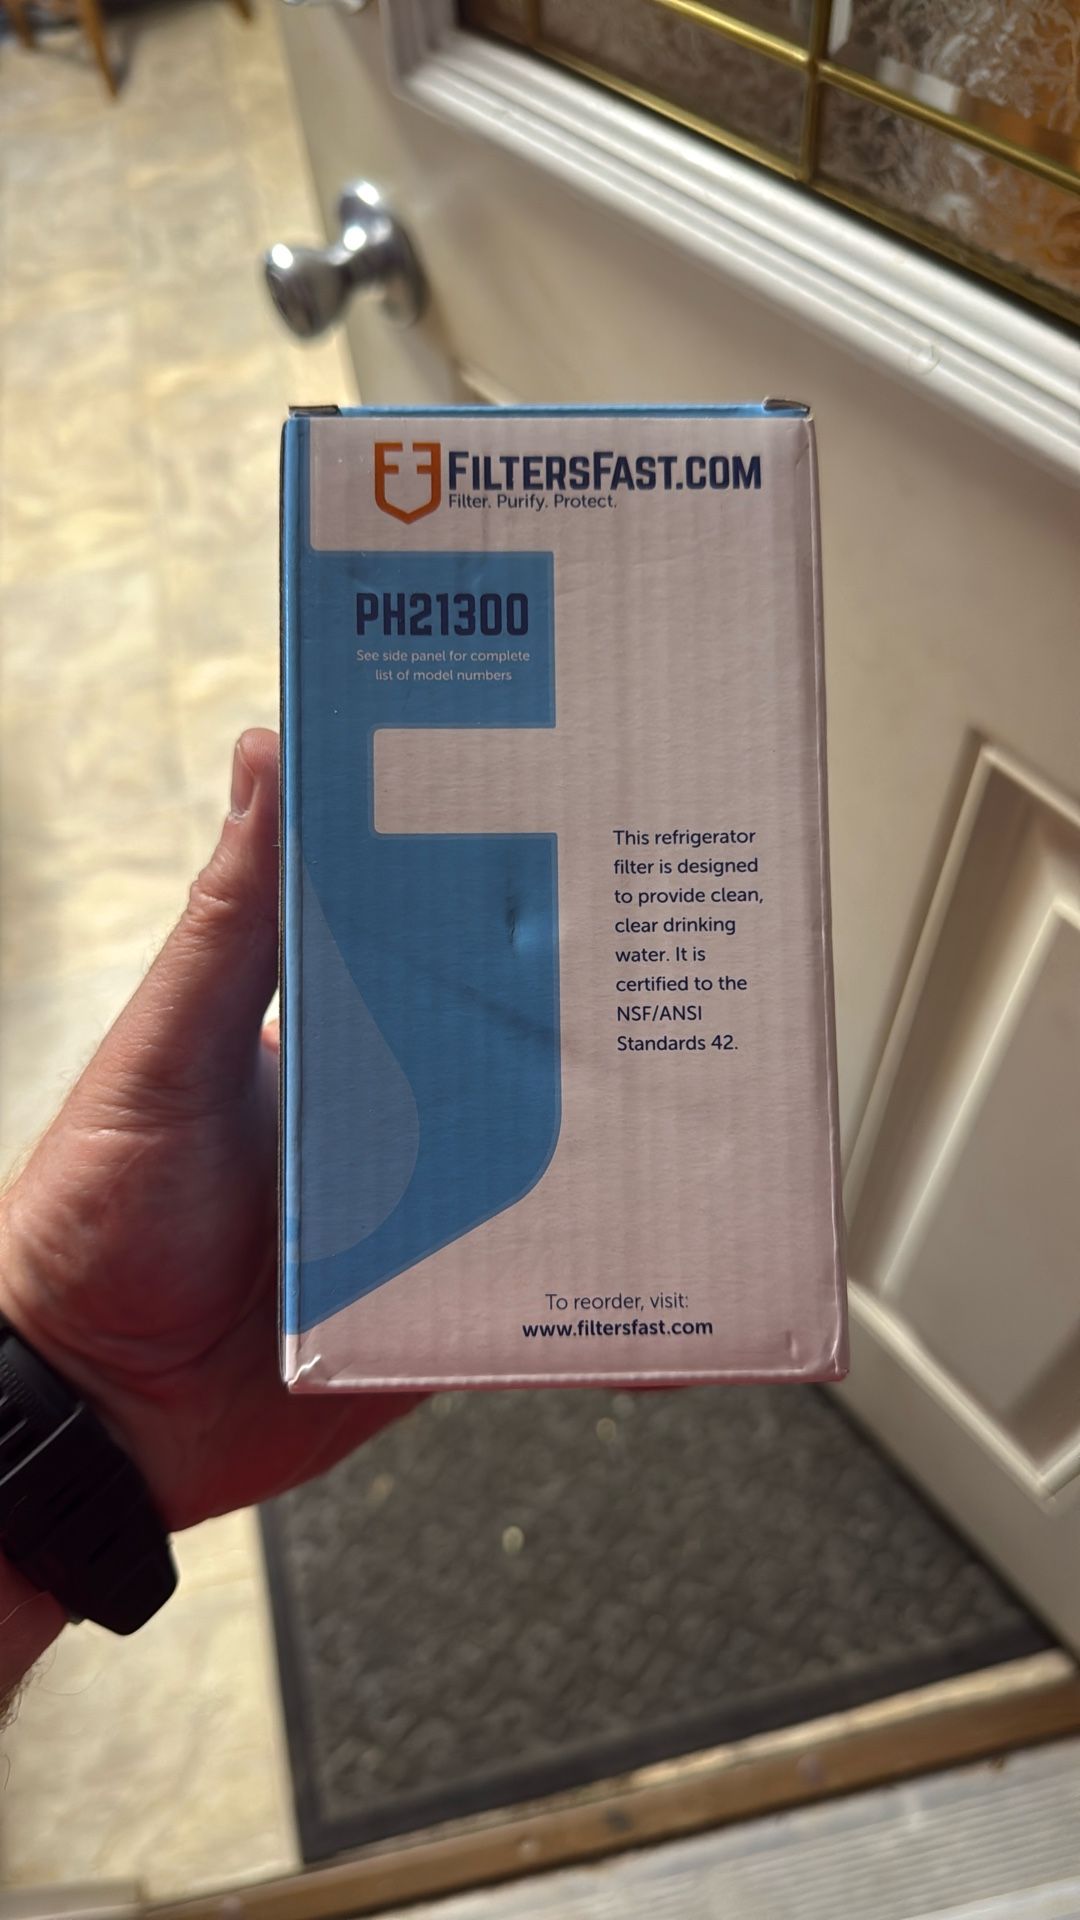 FILTERSFAST.COM
Filter. Purify. Protect.
PH21300
See side panel for complete
list of model numbers
This refrigerator
filter is designed
to provide clean,
clear drinking
water. It is
certified to the
NSF/ANSI
Standards 42.
To reorder, visit:
www.filtersfast.com